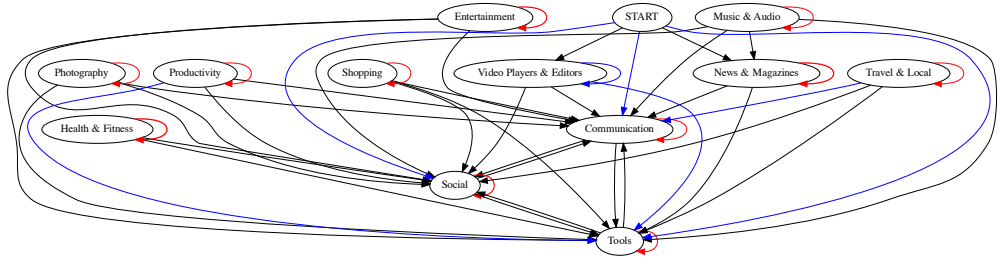 Entertainment
START
Music & Audio
Photography
Productivity
Shopping
Video Players & Editors
News & Magazines
Travel & Local
Health & Fitness
Communication
Social
Tools